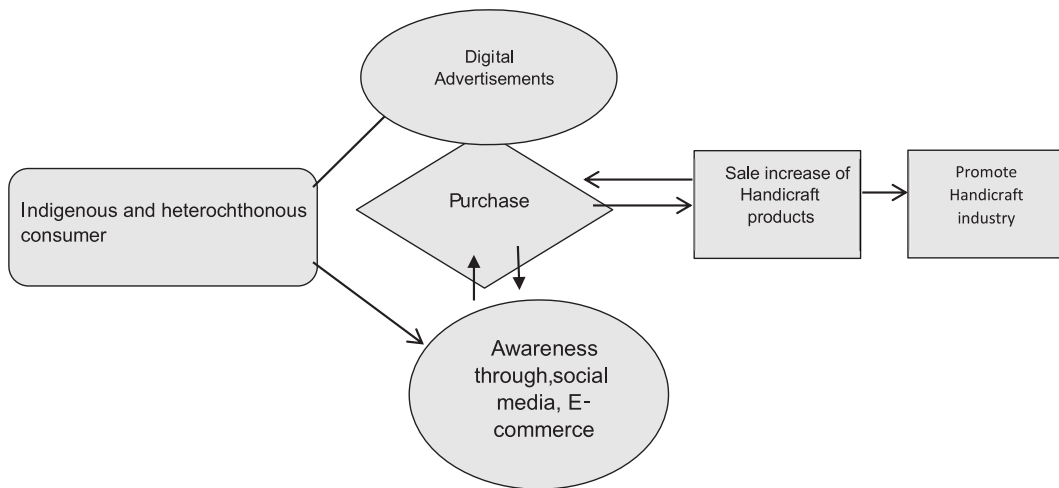 Digital
Advertisements
Indigenous and heterochthonous
consumer
Purchase
Sale increase of
Handicraft
products
Promote
Handicraft
industry
Awareness
through,social
media, E-
commerce